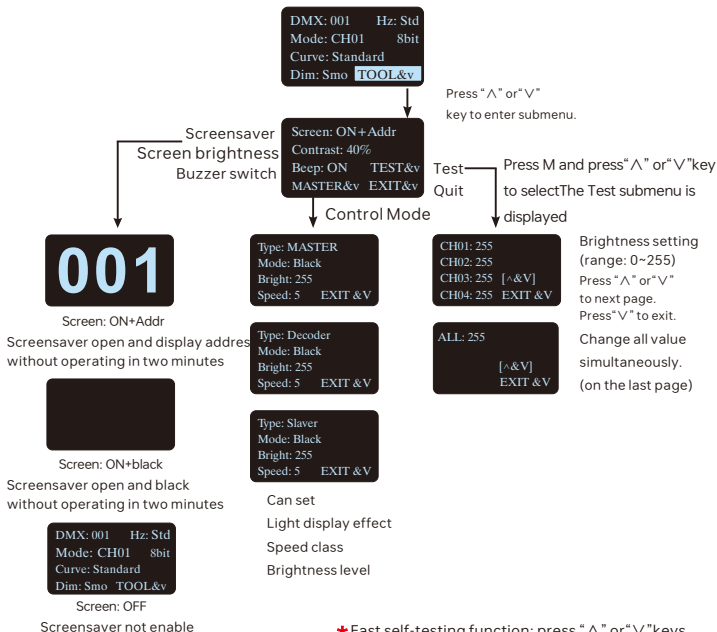 DMX: 001 Hz: Std
Mode: CH01 8bit
Curve: Standard
Dim: Smo TOOL&v
Press “∧” or“∨”
key to enter submenu.
Screensaver
Screen brightness
Buzzer switch
Screen: ON+Addr
Contrast: 40%
Beep: ON TEST&v
MASTER&v EXIT&v
Test
Quit
Press M and press“∧” or“∨”key
to selectThe Test submenu is
displayed
Control Mode
001
Screen: ON+Addr
Screensaver open and display addres
without operating in two minutes
Screen: ON+black
Screensaver open and black
without operating in two minutes
DMX: 001 Hz: Std
Mode: CH01 8bit
Curve: Standard
Dim: Smo TOOL&v
Screen: OFF
Screensaver not enable
Type: MASTER
Mode: Black
Bright: 255
Speed: 5 EXIT &V
Type: Decoder
Mode: Black
Bright: 255
Speed: 5 EXIT &V
Type: Slaver
Mode: Black
Bright: 255
Speed: 5 EXIT &V
Can set
Light display effect
Speed class
Brightness level
CH01: 255
CH02: 255
CH03: 255 [∧&V]
CH04: 255 EXIT &V
ALL: 255
[∧&V]
EXIT &V
Brightness setting
(range: 0~255)
Press “∧” or“∨”
to next page.
Press“∨” to exit.
Change all value
simultaneously.
(on the last page)
*Fast self-testing function: press “∧” or“∨”keys